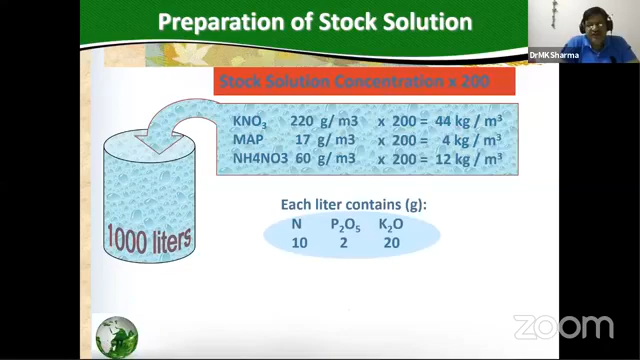 Preparation of Stock Solution
DrMK Sharma
Stock Solution Concentration x 200
KNO3 220 g/ m3 x 200 = 44 kg / m³
MAP 17 g/ m3 x 200 = 4 kg / m³
NH4NO3 60 g/ m3 x 200 = 12 kg / m³
1000 liters
Each liter contains (g):
N P2O5 K2O
10 2 20
zoom